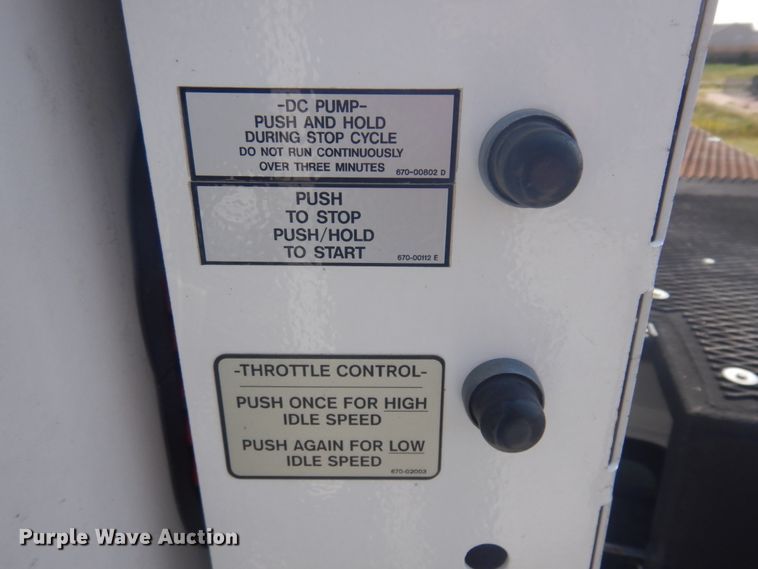 -DC PUMP-
PUSH AND HOLD
DURING STOP CYCLE
DO NOT RUN CONTINUOUSLY
OVER THREE MINUTES 670-00802 D
PUSH
TO STOP
PUSH/HOLD
TO START 670-00112 E
-THROTTLE CONTROL-
PUSH ONCE FOR HIGH
IDLE SPEED
PUSH AGAIN FOR LOW
IDLE SPEED
670-02003
Purple Wave Auction